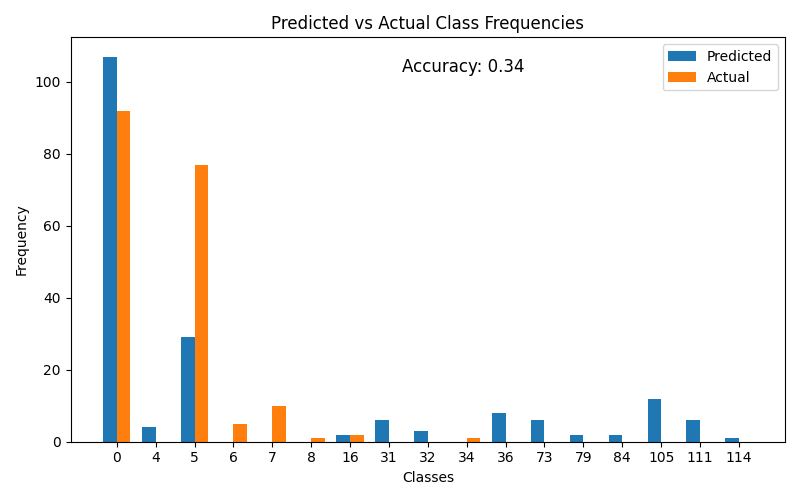 Predicted vs Actual Class Frequencies
Accuracy: 0.34
Predicted
Actual
Frequency
100
80
60
40
20
0
0 4 5 6 7 8 16 31 32 34 36 73 79 84 105 111 114
Classes